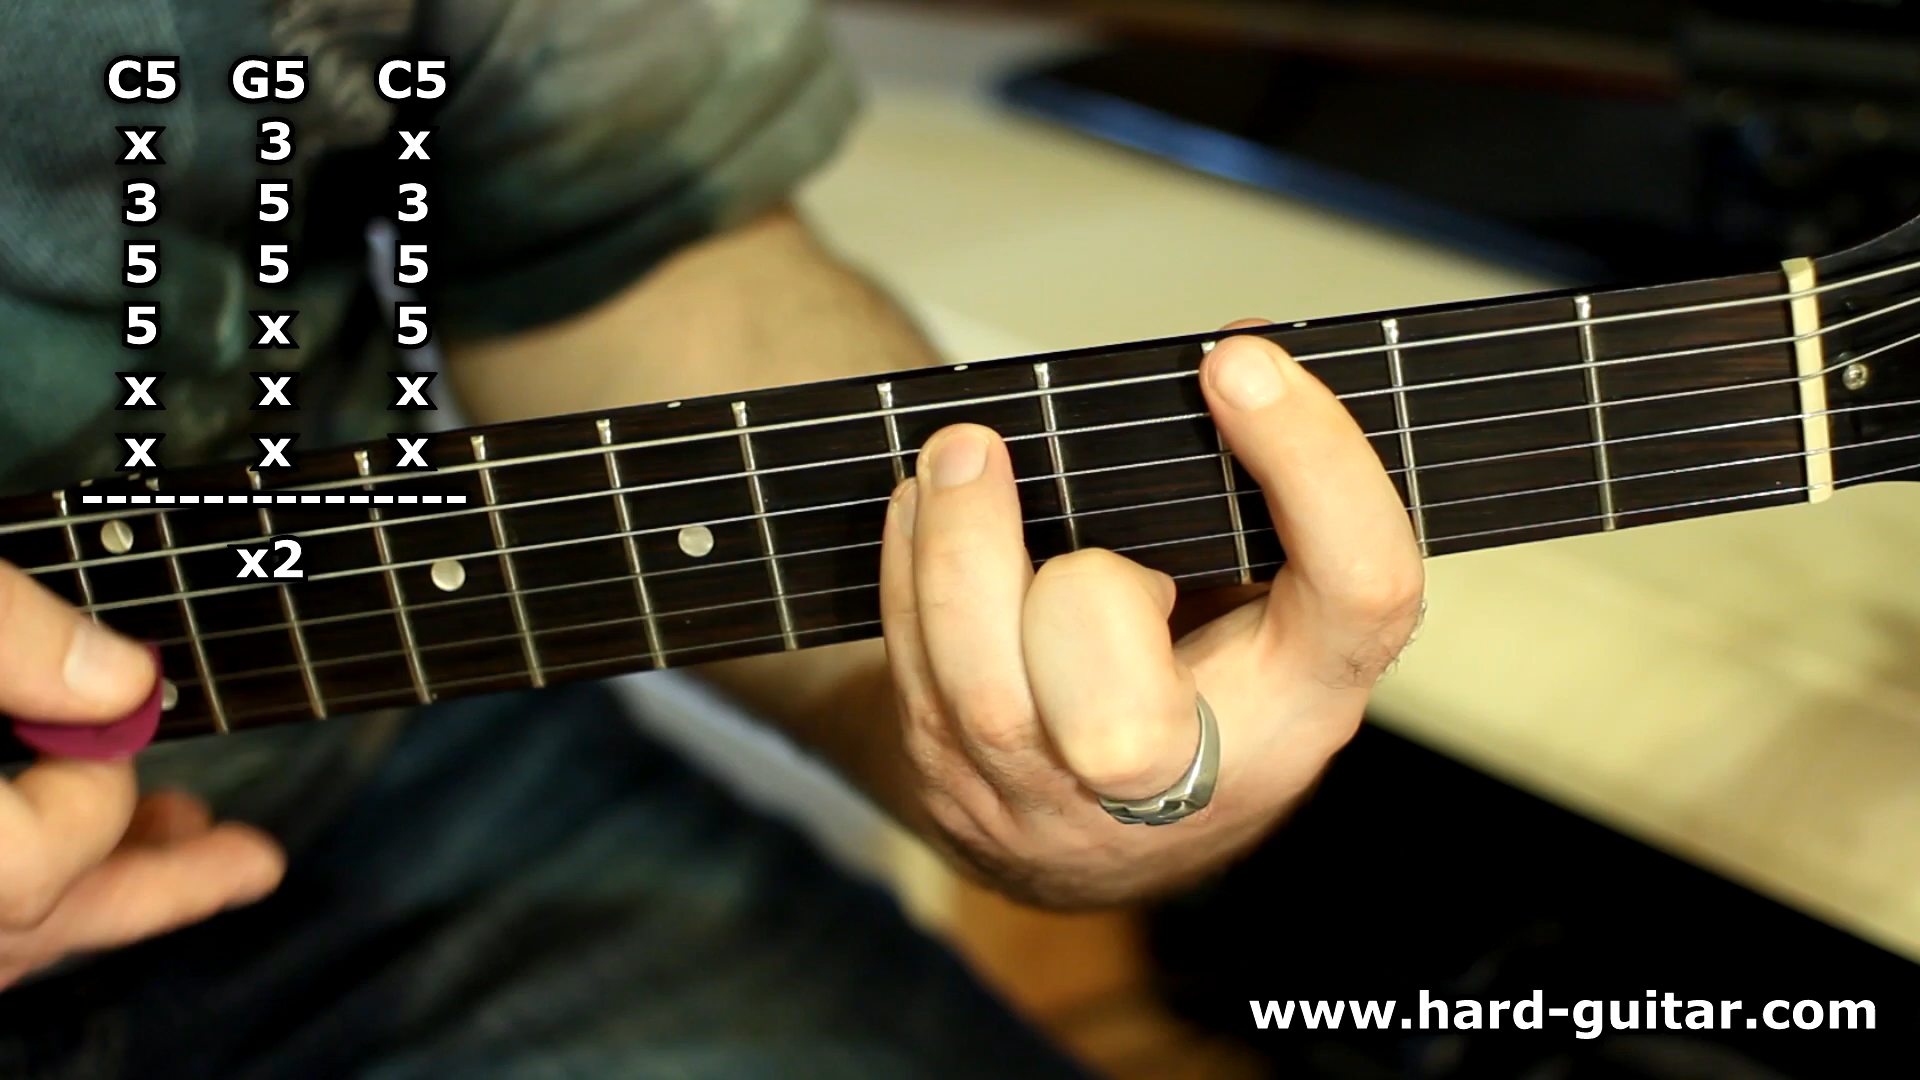 C5 G5 C5
x 3 x
3 5 3
5 5 5
5 x 5
x x x
x x x
----------------
x2
www.hard-guitar.com